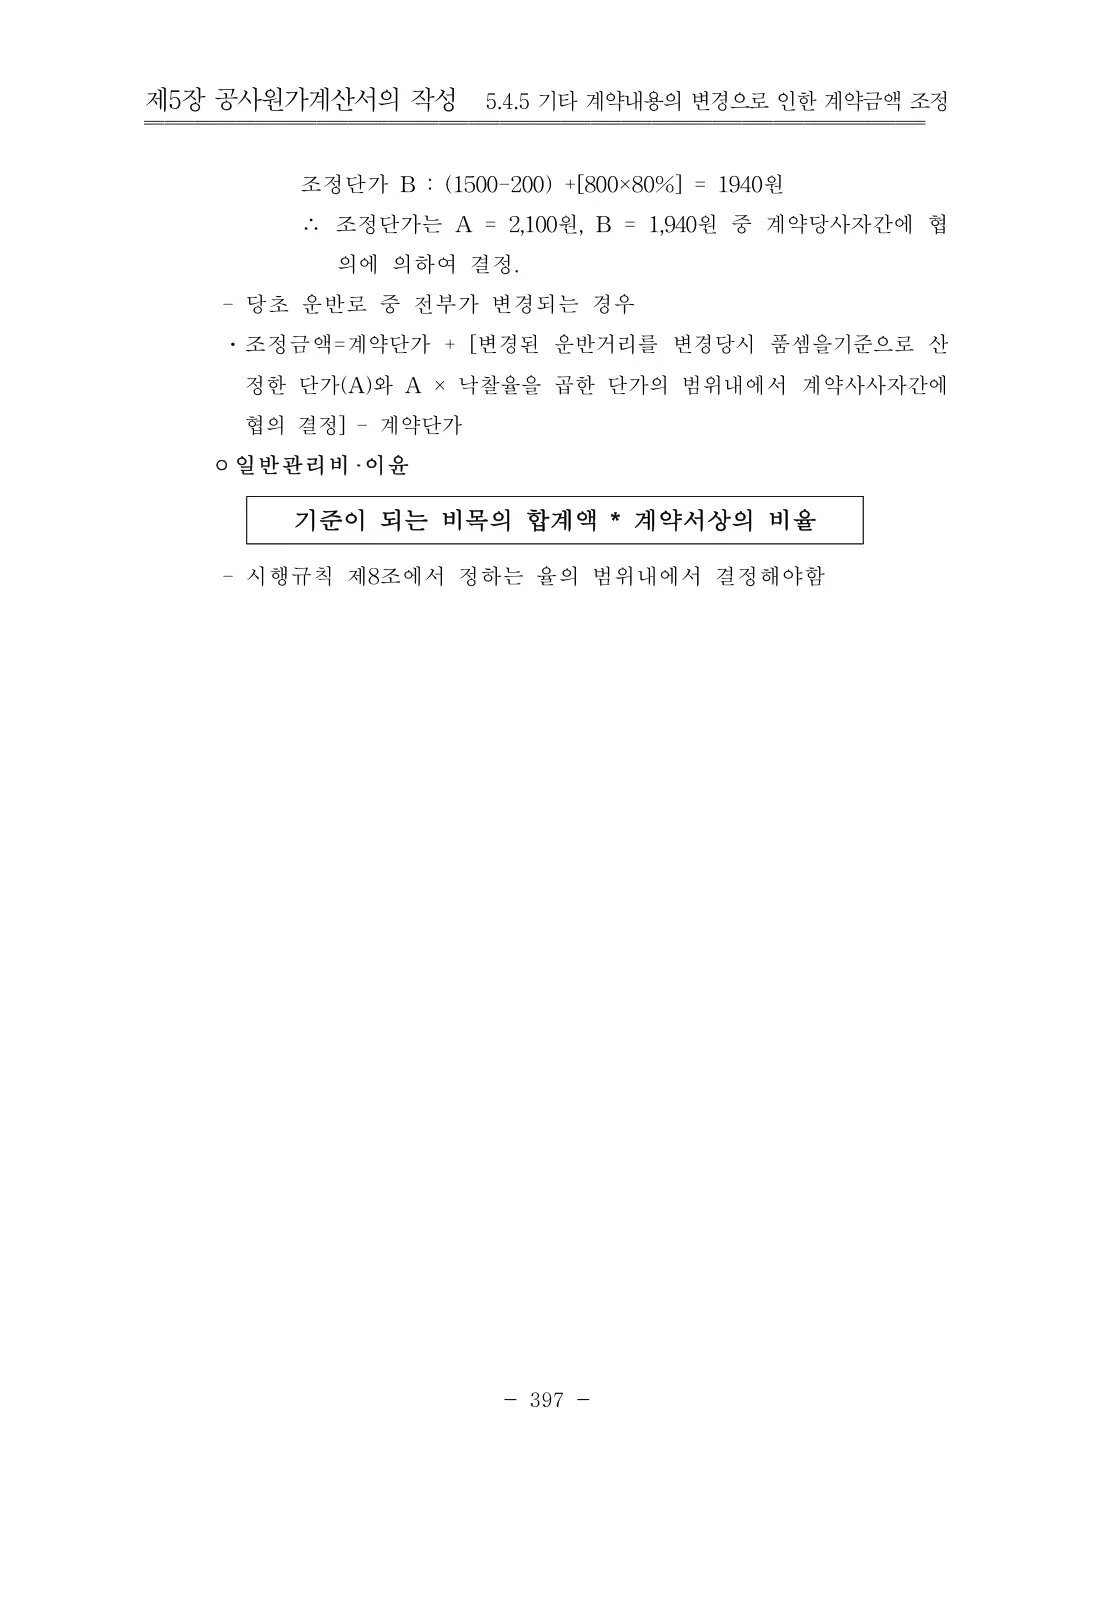 제5장 공사원가계산서의 작성 5.4.5 기타 계약내용의 변경으로 인한 계약금액 조정
조정단가 B : (1500-200) +[800×80%] = 1940원
∴ 조정단가는 A = 2,100원, B = 1,940원 중 계약당사자간에 협
의에 의하여 결정.
- 당초 운반로 중 전부가 변경되는 경우
·조정금액=계약단가 + [변경된 운반거리를 변경당시 품셈을기준으로 산
정한 단가(A)와 A × 낙찰율을 곱한 단가의 범위내에서 계약사사자간에
협의 결정] - 계약단가
ㅇ일반관리비·이윤
기준이 되는 비목의 합계액 * 계약서상의 비율
- 시행규칙 제8조에서 정하는 율의 범위내에서 결정해야함
- 397 -